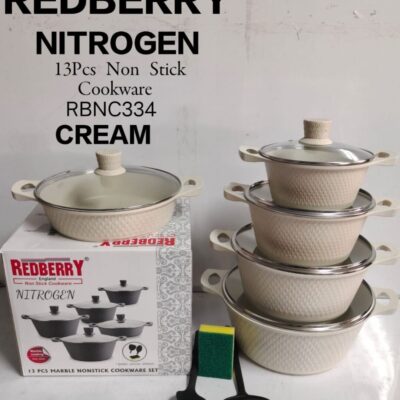 REDBERRY
NITROGEN
13Pcs Non Stick
Cookware
RBNC334
CREAM
REDBERRY
England
Non Stick Cookware
NITROGEN
13 PCS MARBLE NONSTICK COOKWARE SET